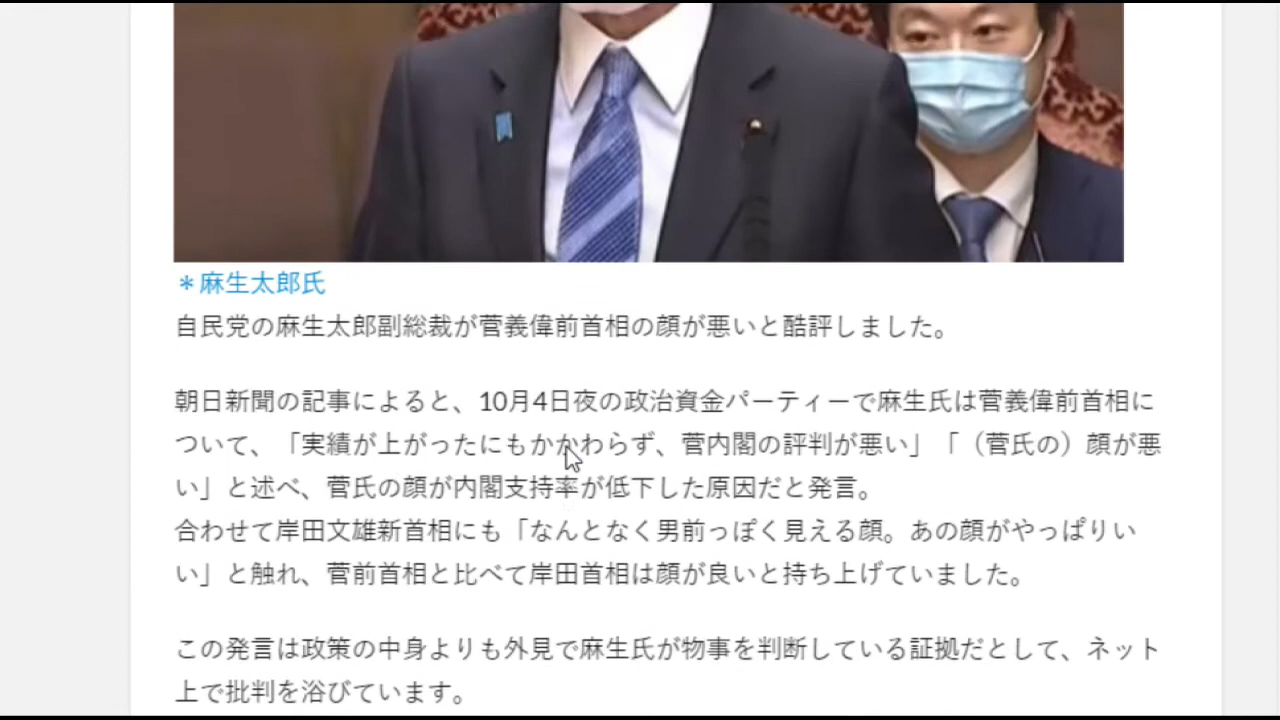 ＊麻生太郎氏
自民党の麻生太郎副総裁が菅義偉前首相の顔が悪いと酷評しました。
朝日新聞の記事によると、10月4日夜の政治資金パーティーで麻生氏は菅義偉前首相に
ついて、「実績が上がったにもかかわらず、菅内閣の評判が悪い」「（菅氏の）顔が悪
い」と述べ、菅氏の顔が内閣支持率が低下した原因だと発言。
合わせて岸田文雄新首相にも「なんとなく男前っぽく見える顔。あの顔がやっぱりい
い」と触れ、菅前首相と比べて岸田首相は顔が良いと持ち上げていました。
この発言は政策の中身よりも外見で麻生氏が物事を判断している証拠だとして、ネット
上で批判を浴びています。